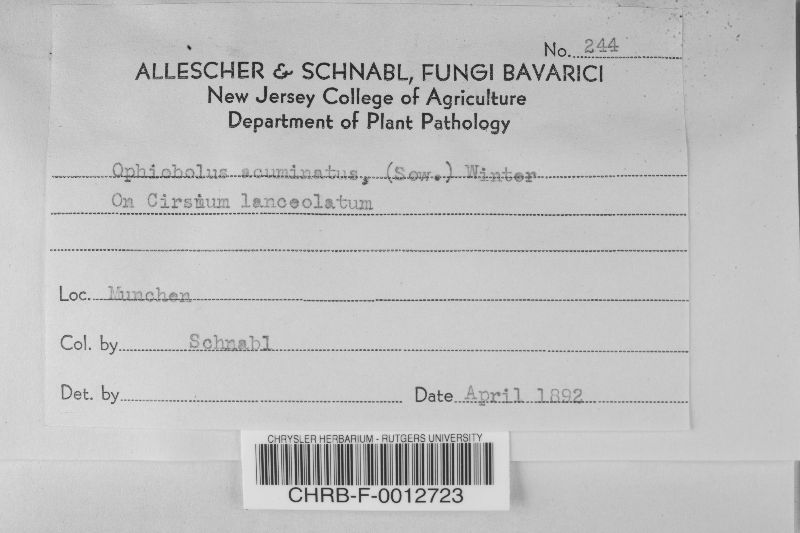 No. 244
ALLESCHER & SCHNABL, FUNGI BAVARICI
New Jersey College of Agriculture
Department of Plant Pathology
Ophiobolus acuminatus, (Sow.) Winter
On Cirsium lanceolatum
Loc. Munchen
Col. by Schnabl
Det. by Date April 1892
CHRYSLER HERBARIUM - RUTGERS UNIVERSITY
CHRB-F-0012723